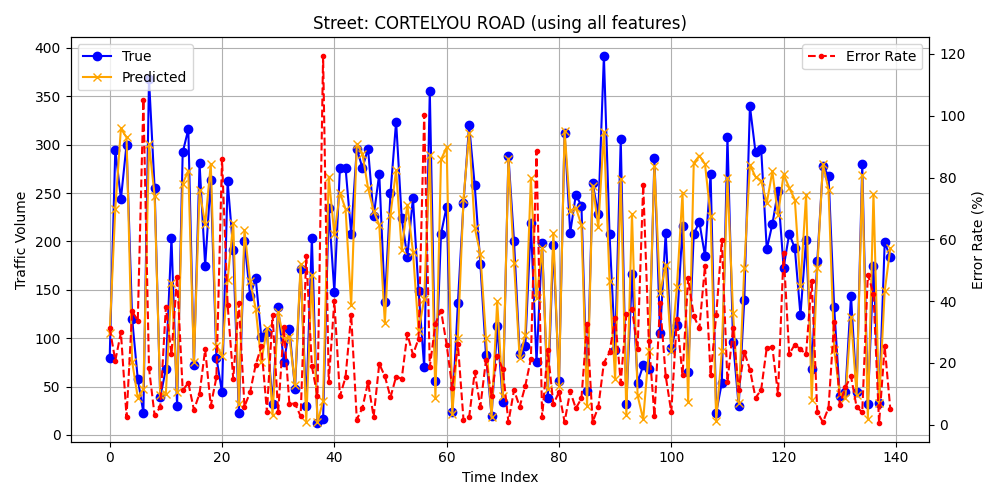 Street: CORTELYOU ROAD (using all features)
True
Predicted
Error Rate
400
350
300
250
200
150
100
50
0
Traffic Volume
120
100
80
60
40
20
0
Error Rate (%)
0 20 40 60 80 100 120 140
Time Index